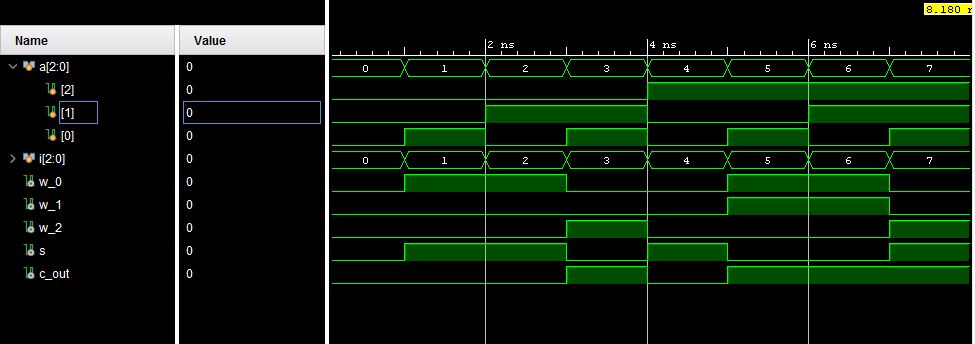 8.180 n
Name Value
2 ns 4 ns 6 ns
a[2:0] 0 0 1 2 3 4 5 6 7
[2] 0
[1] 0
[0] 0
i[2:0] 0 0 1 2 3 4 5 6 7
w_0 0
w_1 0
w_2 0
s 0
c_out 0